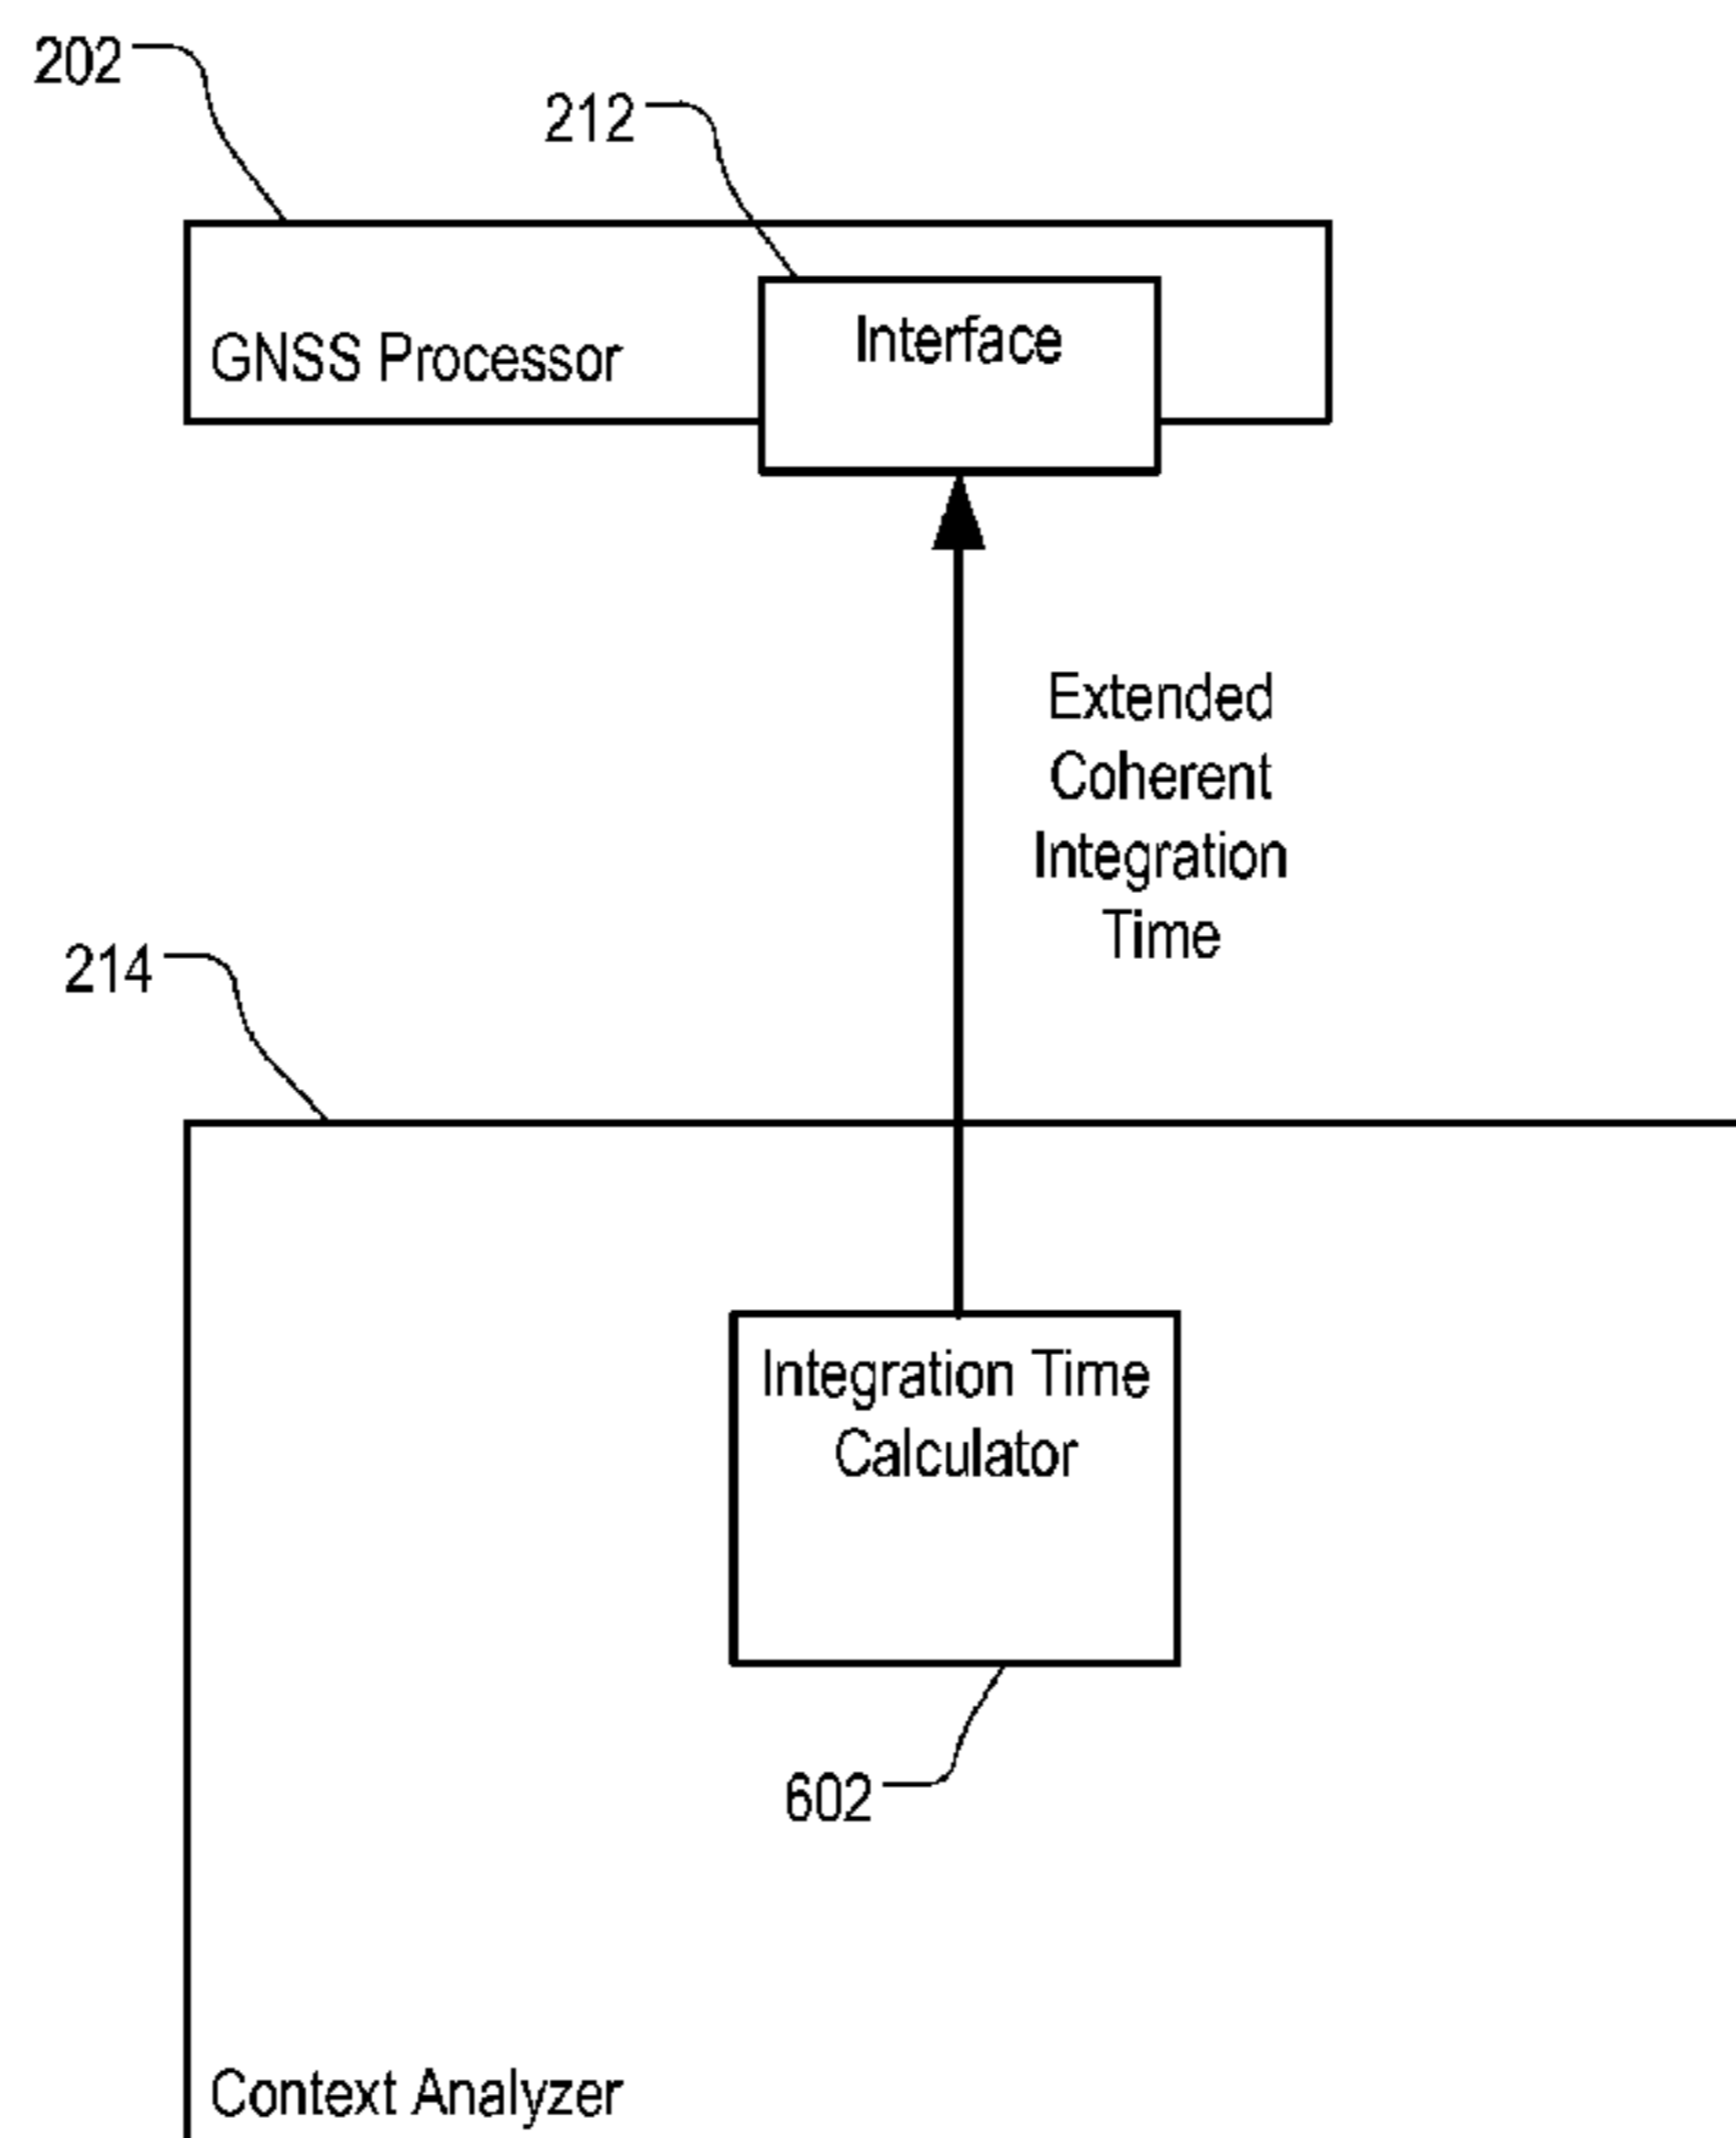 202
212
GNSS Processor
Interface
Extended
Coherent
Integration
Time
214
Integration Time
Calculator
602
Context Analyzer